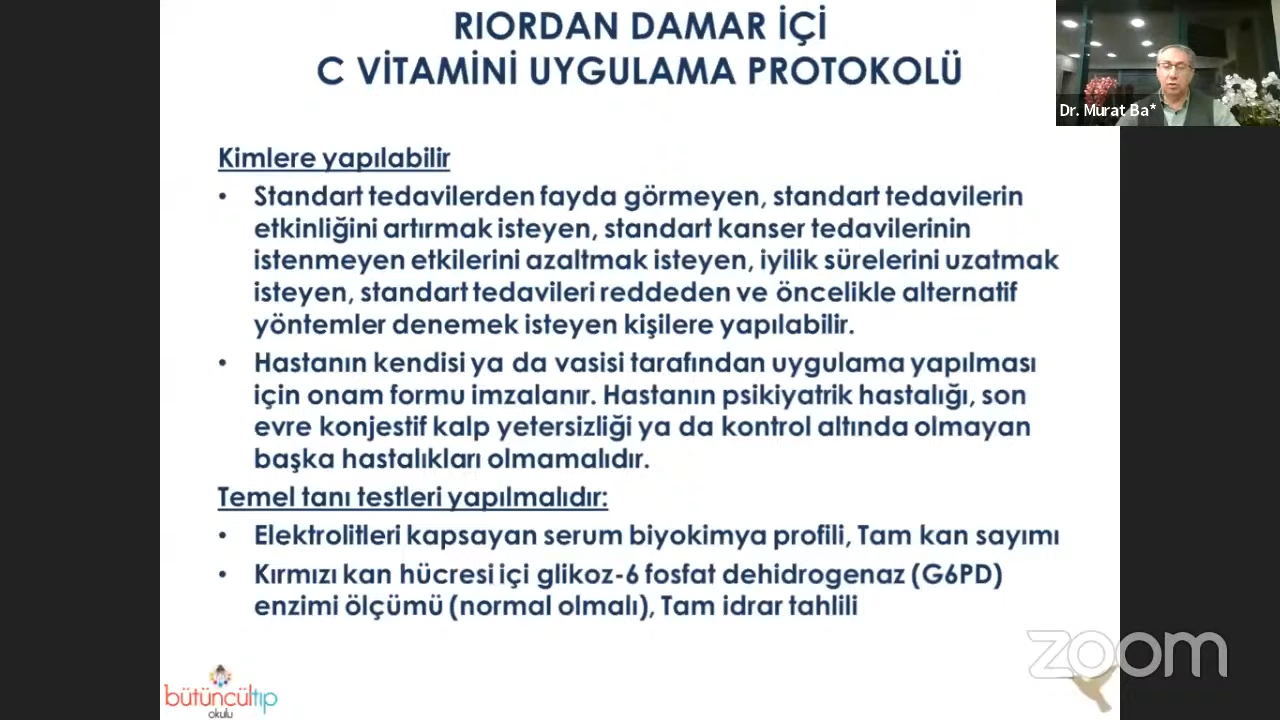 RIORDAN DAMAR İÇİ
C VİTAMİNİ UYGULAMA PROTOKOLÜ
Dr. Murat Ba*
Kimlere yapılabilir
• Standart tedavilerden fayda görmeyen, standart tedavilerin
etkinliğini artırmak isteyen, standart kanser tedavilerinin
istenmeyen etkilerini azaltmak isteyen, iyilik sürelerini uzatmak
isteyen, standart tedavileri reddeden ve öncelikle alternatif
yöntemler denemek isteyen kişilere yapılabilir.
• Hastanın kendisi ya da vasisi tarafından uygulama yapılması
için onam formu imzalanır. Hastanın psikiyatrik hastalığı, son
evre konjestif kalp yetersizliği ya da kontrol altında olmayan
başka hastalıkları olmamalıdır.
Temel tanı testleri yapılmalıdır:
• Elektrolitleri kapsayan serum biyokimya profili, Tam kan sayımı
• Kırmızı kan hücresi içi glikoz-6 fosfat dehidrogenaz (G6PD)
enzimi ölçümü (normal olmalı), Tam idrar tahlili
zoom
bütüncültıp
okulu